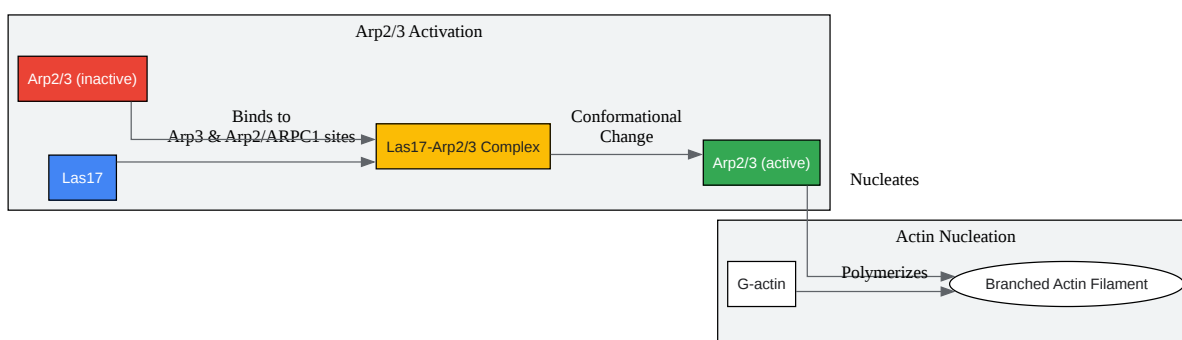 Arp2/3 Activation
Arp2/3 (inactive)
Binds to
Arp3 & Arp2/ARPC1 sites
Las17
Las17-Arp2/3 Complex
Conformational
Change
Arp2/3 (active)
Nucleates
Actin Nucleation
G-actin
Polymerizes
Branched Actin Filament